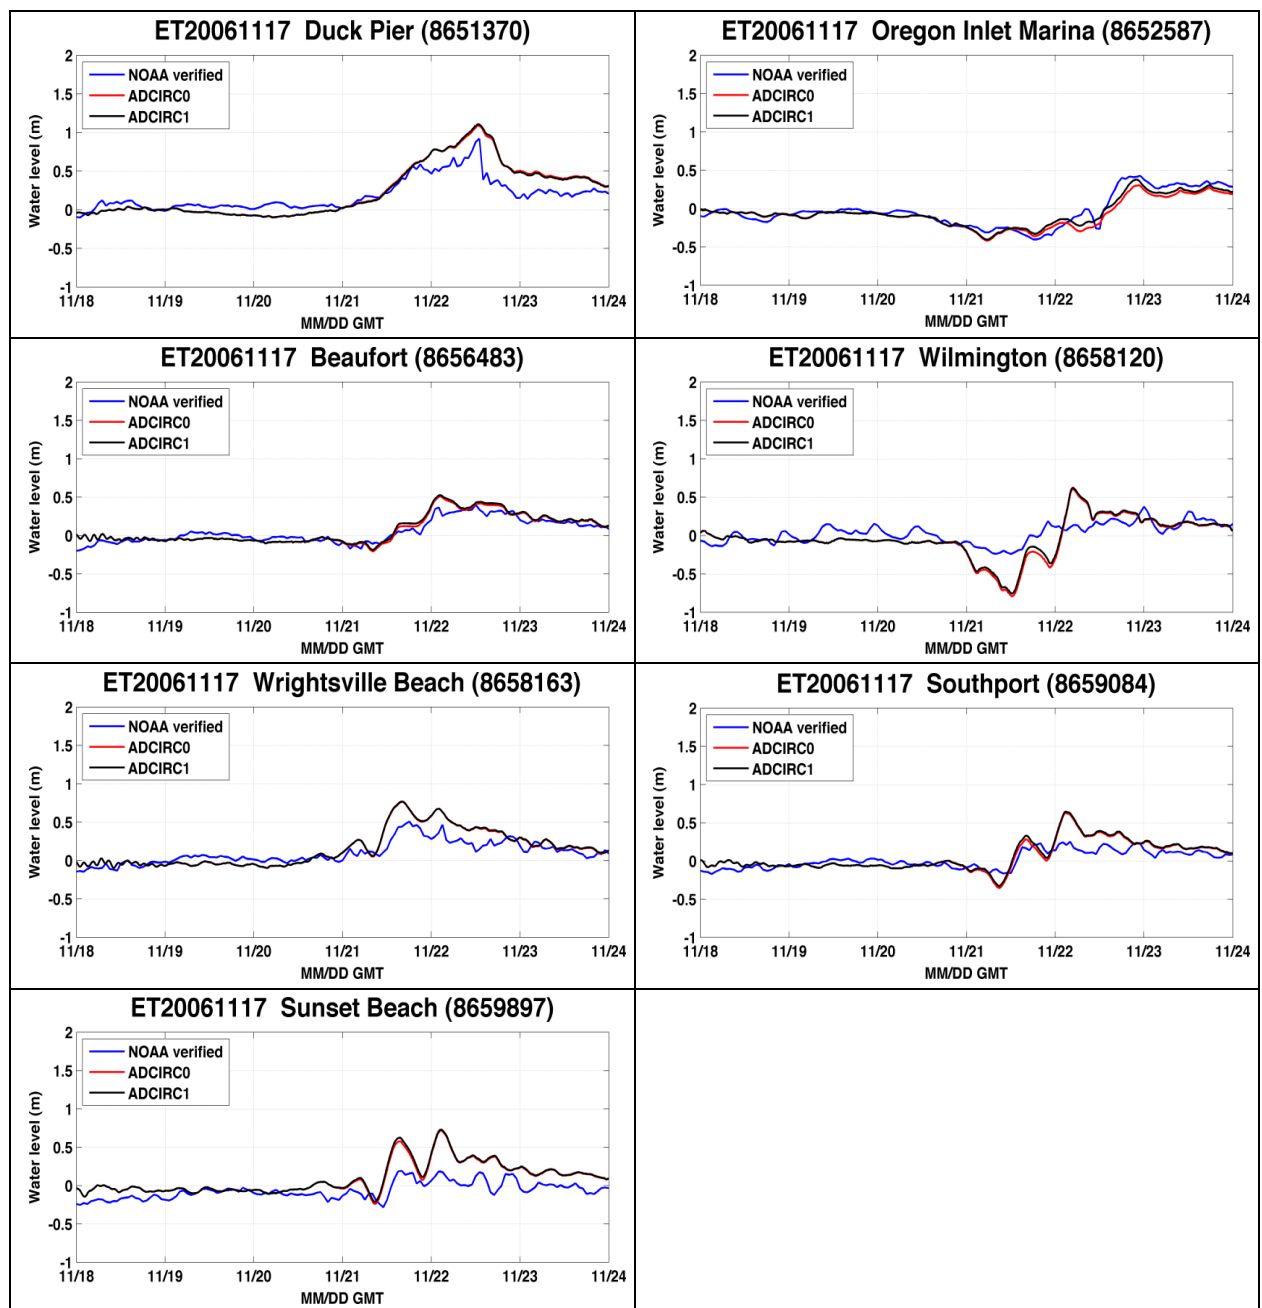 ET20061117 Duck Pier (8651370)
NOAA verified
ADCIRC0
ADCIRC1
Water level (m)
2
1.5
1
0.5
0
-0.5
-1
11/18 11/19 11/20 11/21 11/22 11/23 11/24
MM/DD GMT
ET20061117 Oregon Inlet Marina (8652587)
NOAA verified
ADCIRC0
ADCIRC1
Water level (m)
2
1.5
1
0.5
0
-0.5
-1
11/18 11/19 11/20 11/21 11/22 11/23 11/24
MM/DD GMT
ET20061117 Beaufort (8656483)
NOAA verified
ADCIRC0
ADCIRC1
Water level (m)
2
1.5
1
0.5
0
-0.5
-1
11/18 11/19 11/20 11/21 11/22 11/23 11/24
MM/DD GMT
ET20061117 Wilmington (8658120)
NOAA verified
ADCIRC0
ADCIRC1
Water level (m)
2
1.5
1
0.5
0
-0.5
-1
11/18 11/19 11/20 11/21 11/22 11/23 11/24
MM/DD GMT
ET20061117 Wrightsville Beach (8658163)
NOAA verified
ADCIRC0
ADCIRC1
Water level (m)
2
1.5
1
0.5
0
-0.5
-1
11/18 11/19 11/20 11/21 11/22 11/23 11/24
MM/DD GMT
ET20061117 Southport (8659084)
NOAA verified
ADCIRC0
ADCIRC1
Water level (m)
2
1.5
1
0.5
0
-0.5
-1
11/18 11/19 11/20 11/21 11/22 11/23 11/24
MM/DD GMT
ET20061117 Sunset Beach (8659897)
NOAA verified
ADCIRC0
ADCIRC1
Water level (m)
2
1.5
1
0.5
0
-0.5
-1
11/18 11/19 11/20 11/21 11/22 11/23 11/24
MM/DD GMT